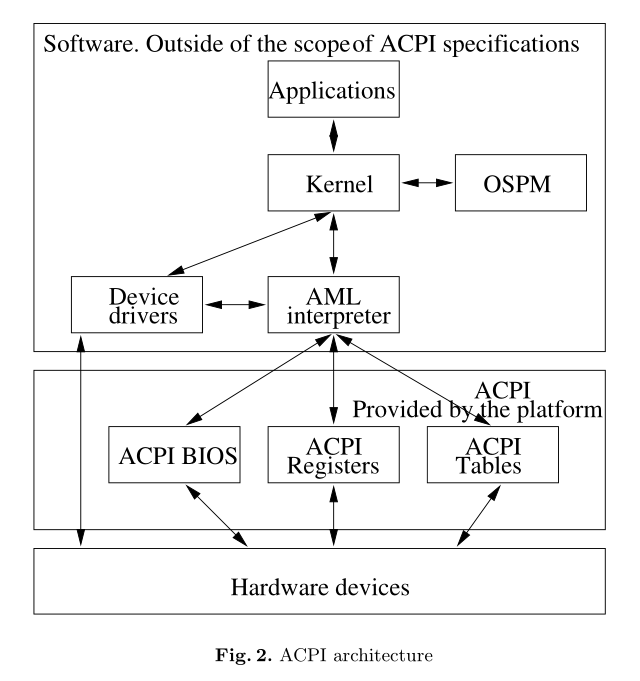 Software. Outside of the scope of ACPI specifications
Applications
Kernel
OSPM
Device
drivers
AML
interpreter
ACPI
Provided by the platform
ACPI BIOS
ACPI
Registers
ACPI
Tables
Hardware devices
Fig. 2. ACPI architecture